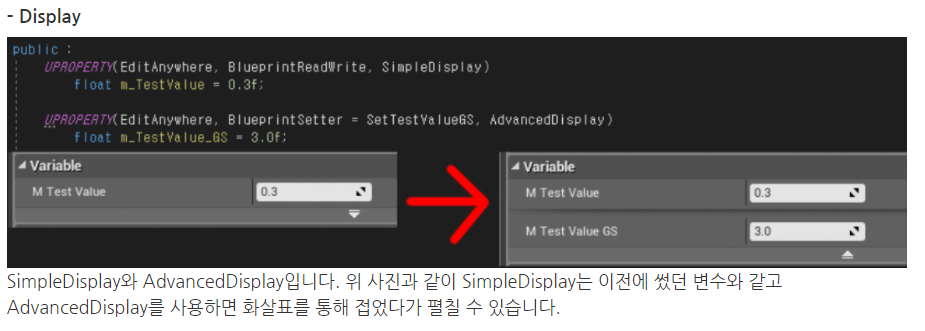 - Display
public :
UPROPERTY(EditAnywhere, BlueprintReadWrite, SimpleDisplay)
float m_TestValue = 0.3f;
UPROPERTY(EditAnywhere, BlueprintSetter = SetTestValueGS, AdvancedDisplay)
float m_TestValue_GS = 3.0f;
Variable
M Test Value 0.3
Variable
M Test Value 0.3
M Test Value GS 3.0
SimpleDisplay와 AdvancedDisplay입니다. 위 사진과 같이 SimpleDisplay는 이전에 썼던 변수와 같고
AdvancedDisplay를 사용하면 화살표를 통해 접었다가 펼칠 수 있습니다.